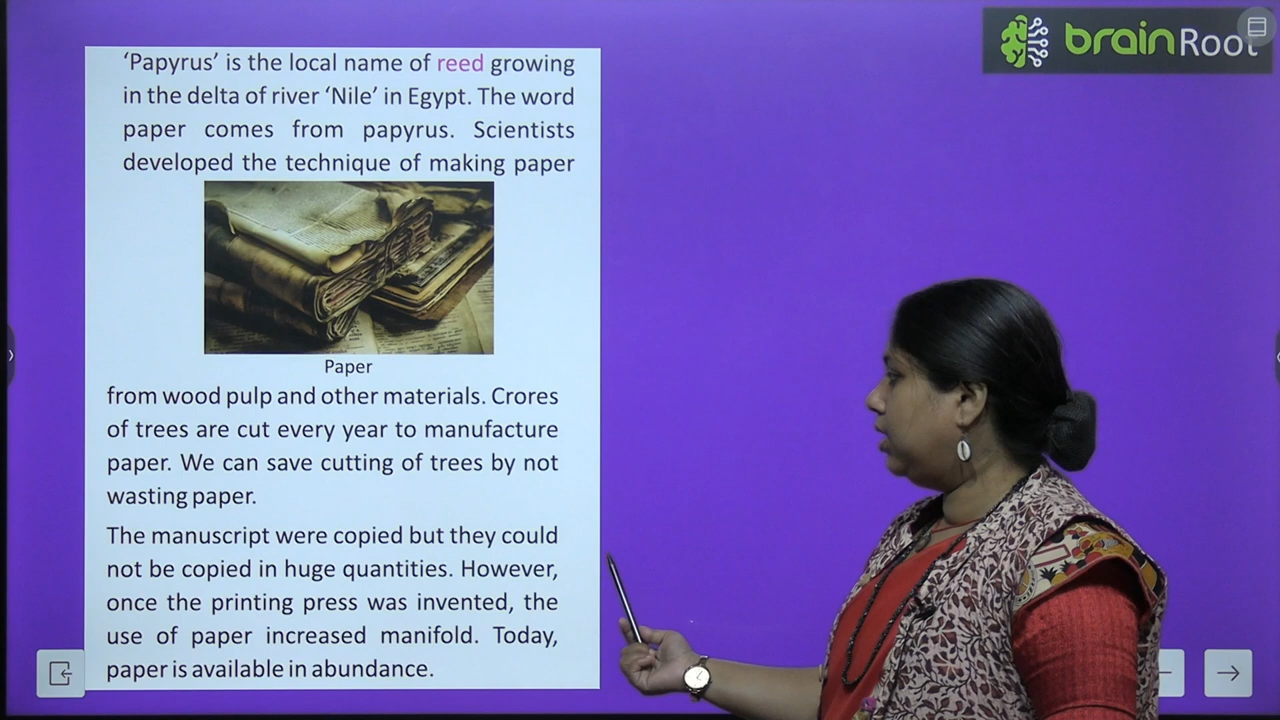 brainRoot
‘Papyrus’ is the local name of reed growing
in the delta of river ‘Nile’ in Egypt. The word
paper comes from papyrus. Scientists
developed the technique of making paper
Paper
from wood pulp and other materials. Crores
of trees are cut every year to manufacture
paper. We can save cutting of trees by not
wasting paper.
The manuscript were copied but they could
not be copied in huge quantities. However,
once the printing press was invented, the
use of paper increased manifold. Today,
paper is available in abundance.